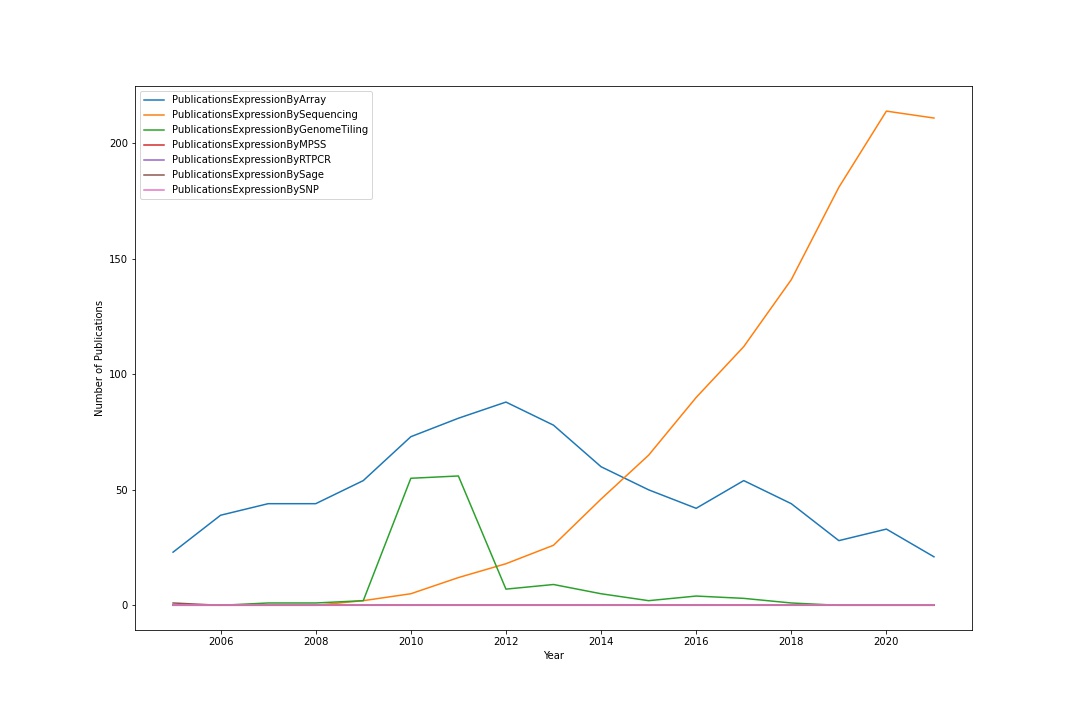 PublicationsExpressionByArray
PublicationsExpressionBySequencing
PublicationsExpressionByGenomeTiling
PublicationsExpressionByMPSS
PublicationsExpressionByRTPCR
PublicationsExpressionBySage
PublicationsExpressionBySNP
200
150
100
50
0
Number of Publications
2006 2008 2010 2012 2014 2016 2018 2020
Year